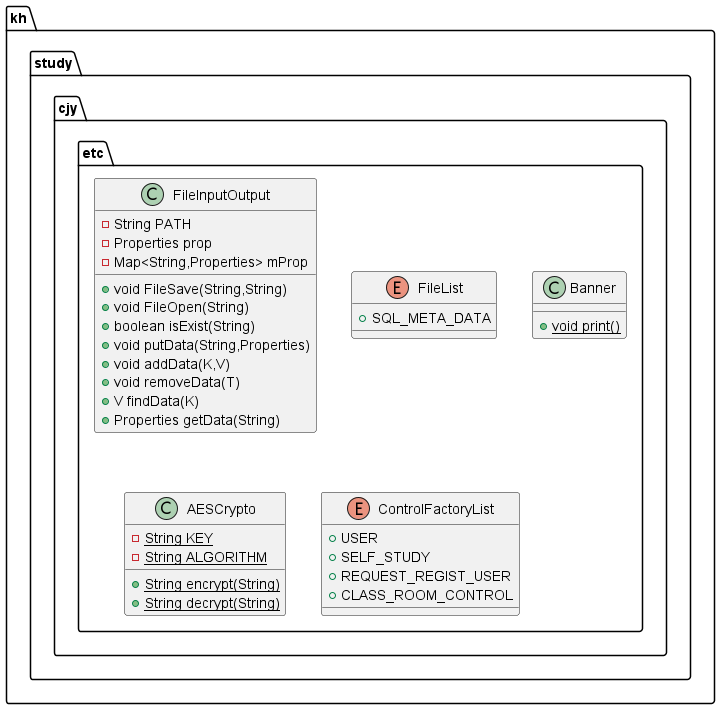 kh
study
cjy
etc
C FileInputOutput
String PATH
Properties prop
Map<String,Properties> mProp
void FileSave(String,String)
void FileOpen(String)
boolean isExist(String)
void putData(String,Properties)
void addData(K,V)
void removeData(T)
V findData(K)
Properties getData(String)
E FileList
SQL_META_DATA
C Banner
void print()
C AESCrypto
String KEY
String ALGORITHM
String encrypt(String)
String decrypt(String)
E ControlFactoryList
USER
SELF_STUDY
REQUEST_REGIST_USER
CLASS_ROOM_CONTROL